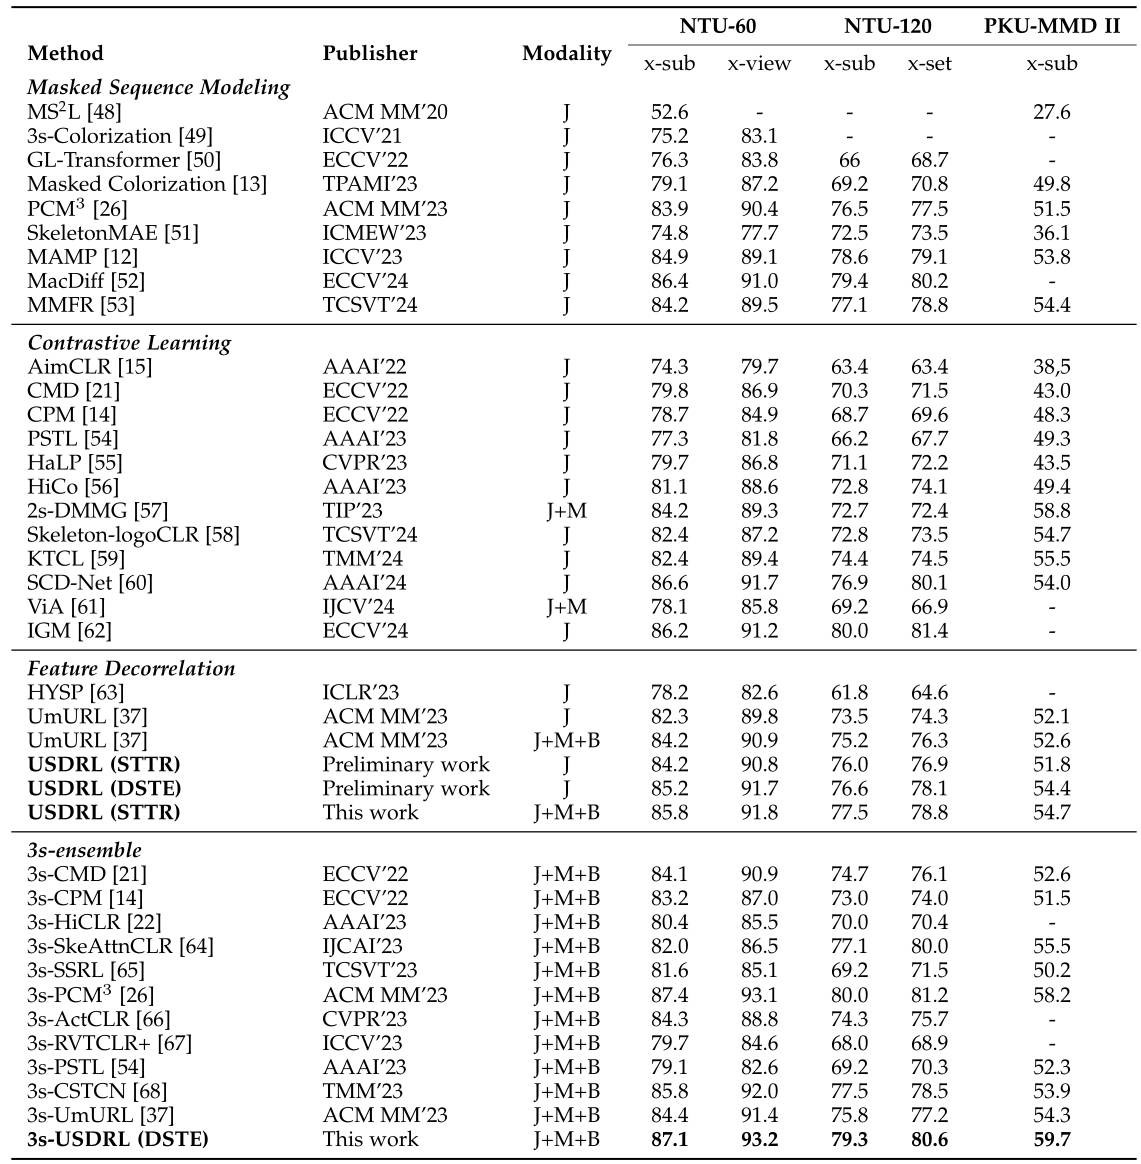 NTU-60 NTU-120 PKU-MMD II
Method Publisher Modality
x-sub x-view x-sub x-set x-sub
Masked Sequence Modeling
MS²L [48] ACM MM'20 J 52.6 - - - 27.6
3s-Colorization [49] ICCV'21 J 75.2 83.1 - - -
GL-Transformer [50] ECCV'22 J 76.3 83.8 66 68.7 -
Masked Colorization [13] TPAMI'23 J 79.1 87.2 69.2 70.8 49.8
PCM³ [26] ACM MM'23 J 83.9 90.4 76.5 77.5 51.5
SkeletonMAE [51] ICMEW'23 J 74.8 77.7 72.5 73.5 36.1
MAMP [12] ICCV'23 J 84.9 89.1 78.6 79.1 53.8
MacDiff [52] ECCV'24 J 86.4 91.0 79.4 80.2 -
MMFR [53] TCSVT'24 J 84.2 89.5 77.1 78.8 54.4
Contrastive Learning
AimCLR [15] AAAI'22 J 74.3 79.7 63.4 63.4 38,5
CMD [21] ECCV'22 J 79.8 86.9 70.3 71.5 43.0
CPM [14] ECCV'22 J 78.7 84.9 68.7 69.6 48.3
PSTL [54] AAAI'23 J 77.3 81.8 66.2 67.7 49.3
HaLP [55] CVPR'23 J 79.7 86.8 71.1 72.2 43.5
HiCo [56] AAAI'23 J 81.1 88.6 72.8 74.1 49.4
2s-DMMG [57] TIP'23 J+M 84.2 89.3 72.7 72.4 58.8
Skeleton-logoCLR [58] TCSVT'24 J 82.4 87.2 72.8 73.5 54.7
KTCL [59] TMM'24 J 82.4 89.4 74.4 74.5 55.5
SCD-Net [60] AAAI'24 J 86.6 91.7 76.9 80.1 54.0
ViA [61] IJCV'24 J+M 78.1 85.8 69.2 66.9 -
IGM [62] ECCV'24 J 86.2 91.2 80.0 81.4 -
Feature Decorrelation
HYSP [63] ICLR'23 J 78.2 82.6 61.8 64.6 -
UmURL [37] ACM MM'23 J 82.3 89.8 73.5 74.3 52.1
UmURL [37] ACM MM'23 J+M+B 84.2 90.9 75.2 76.3 52.6
USDRL (STTR) Preliminary work J 84.2 90.8 76.0 76.9 51.8
USDRL (DSTE) Preliminary work J 85.2 91.7 76.6 78.1 54.4
USDRL (STTR) This work J+M+B 85.8 91.8 77.5 78.8 54.7
3s-ensemble
3s-CMD [21] ECCV'22 J+M+B 84.1 90.9 74.7 76.1 52.6
3s-CPM [14] ECCV'22 J+M+B 83.2 87.0 73.0 74.0 51.5
3s-HiCLR [22] AAAI'23 J+M+B 80.4 85.5 70.0 70.4 -
3s-SkeAttnCLR [64] IJCAI'23 J+M+B 82.0 86.5 77.1 80.0 55.5
3s-SSRL [65] TCSVT'23 J+M+B 81.6 85.1 69.2 71.5 50.2
3s-PCM³ [26] ACM MM'23 J+M+B 87.4 93.1 80.0 81.2 58.2
3s-ActCLR [66] CVPR'23 J+M+B 84.3 88.8 74.3 75.7 -
3s-RVTCLR+ [67] ICCV'23 J+M+B 79.7 84.6 68.0 68.9 -
3s-PSTL [54] AAAI'23 J+M+B 79.1 82.6 69.2 70.3 52.3
3s-CSTCN [68] TMM'23 J+M+B 85.8 92.0 77.5 78.5 53.9
3s-UmURL [37] ACM MM'23 J+M+B 84.4 91.4 75.8 77.2 54.3
3s-USDRL (DSTE) This work J+M+B 87.1 93.2 79.3 80.6 59.7